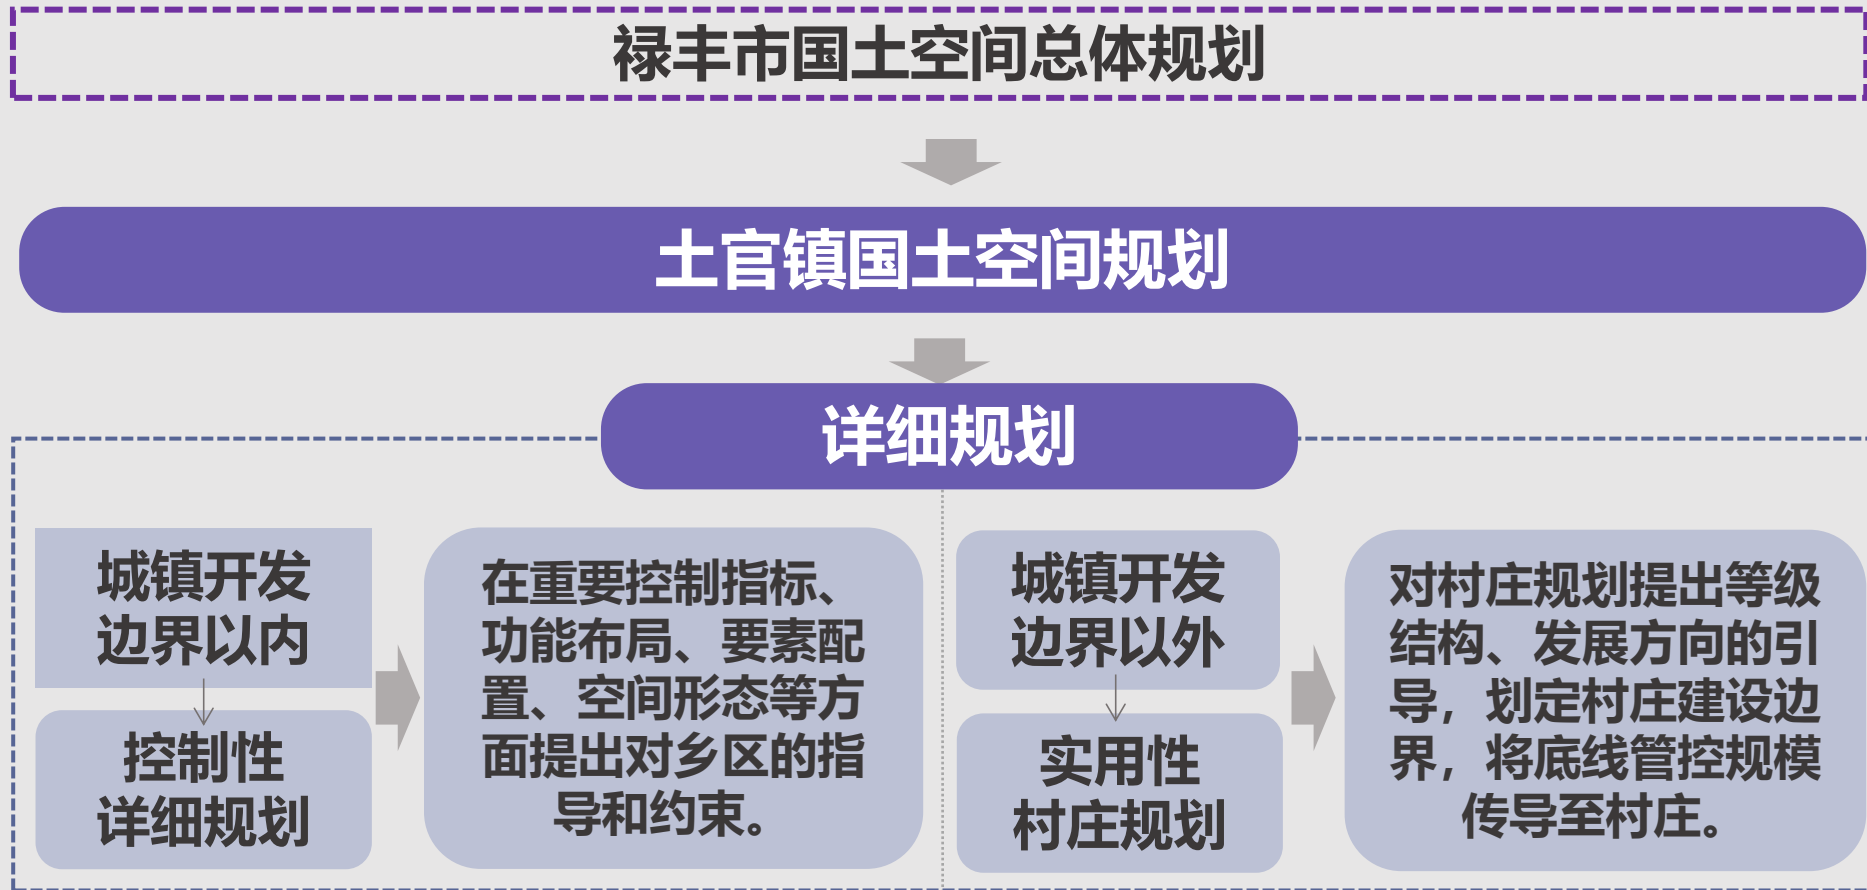 禄丰市国土空间总体规划
土官镇国土空间规划
详细规划
城镇开发
边界以内
控制性
详细规划
在重要控制指标、
功能布局、要素配
置、空间形态等方
面提出对乡区的指
导和约束。
城镇开发
边界以外
实用性
村庄规划
对村庄规划提出等级
结构、发展方向的引
导，划定村庄建设边
界，将底线管控规模
传导至村庄。